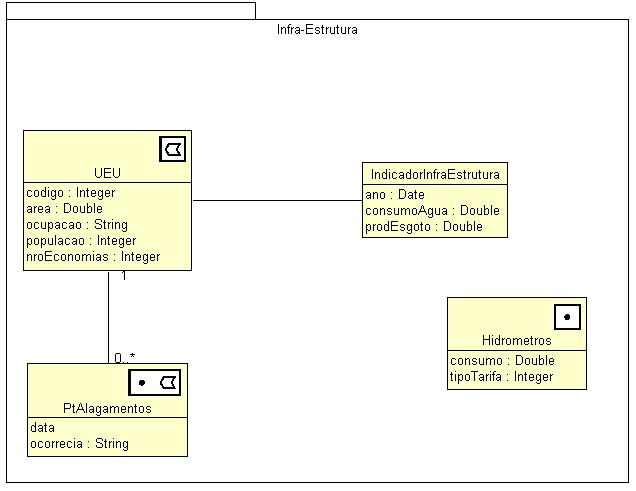 Infra-Estrutura
UEU
codigo : Integer
area : Double
ocupacao : String
populacao : Integer
nroEconomias : Integer
IndicadorInfraEstrutura
ano : Date
consumoAgua : Double
prodEsgoto : Double
1
0..*
Hidrometros
consumo : Double
tipoTarifa : Integer
PtAlagamentos
data
ocorrecia : String